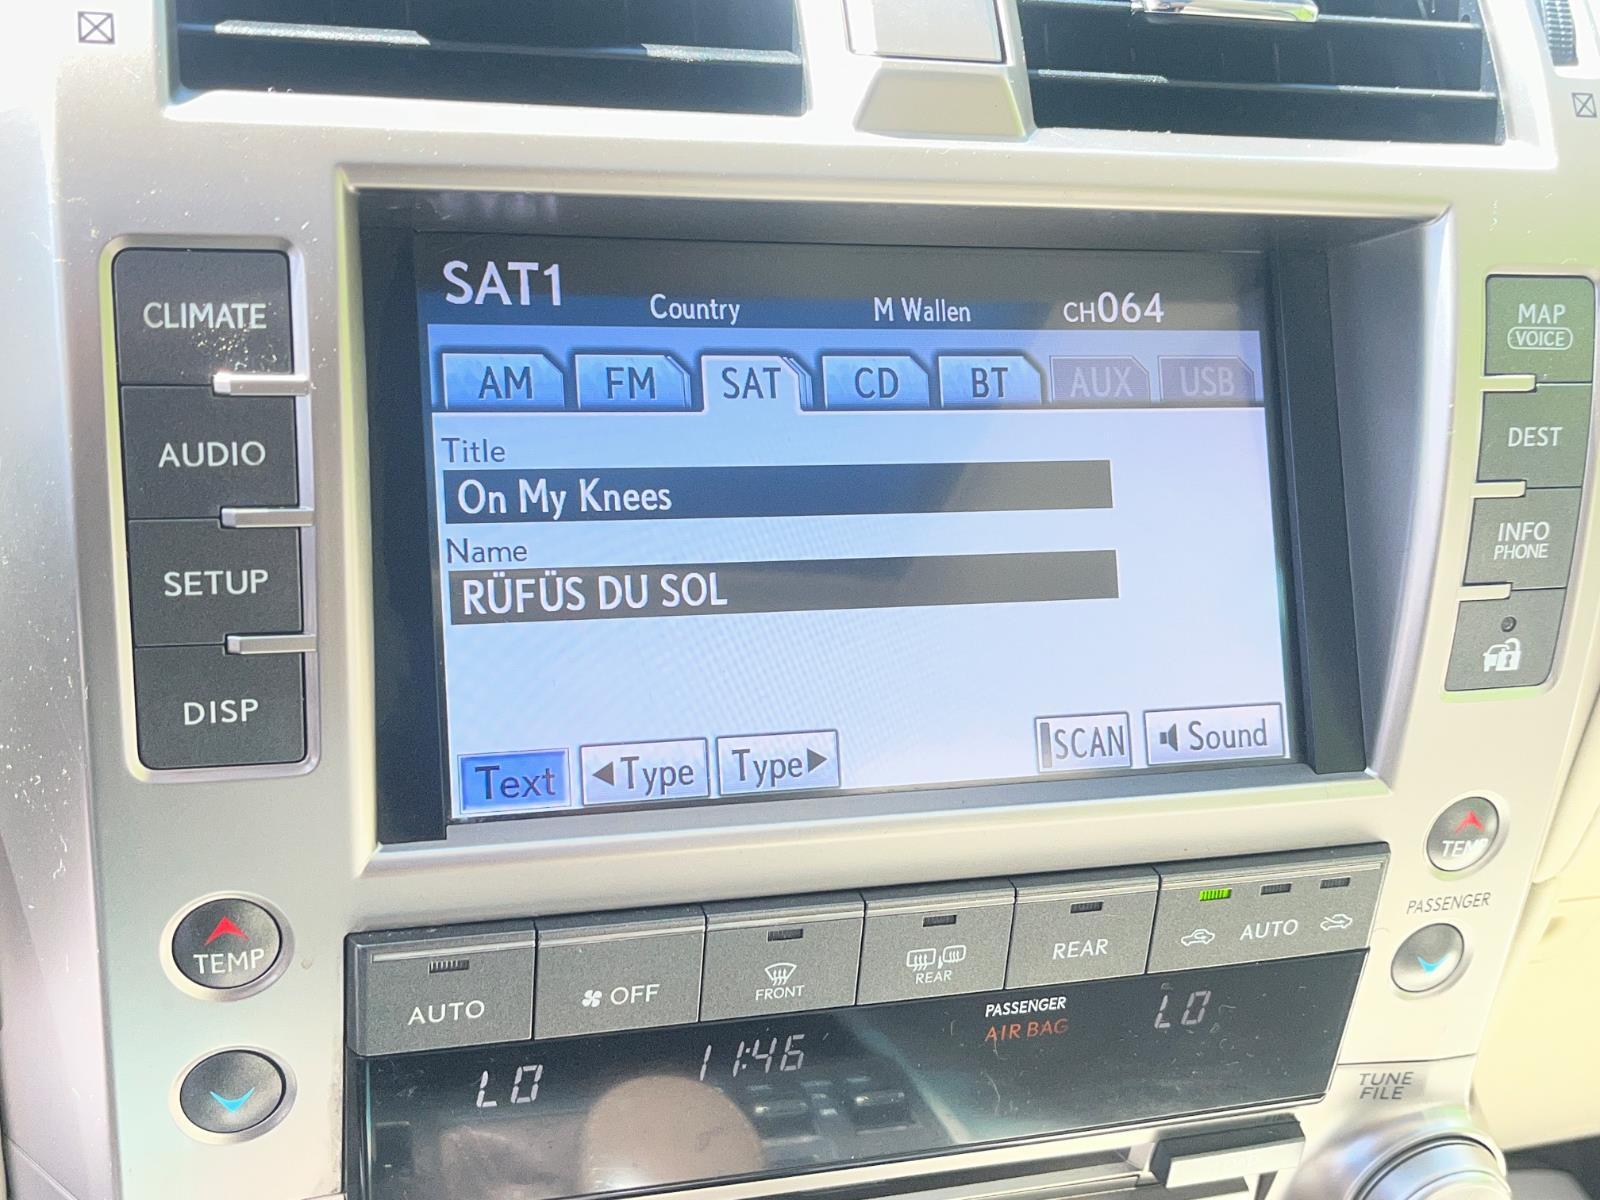 SAT1 Country M Wallen CH064
AM FM SAT CD BT AUX USB
Title
On My Knees
Name
RÜFÜS DU SOL
Text ◀Type Type▶ SCAN Sound
CLIMATE
AUDIO
SETUP
DISP
MAP
VOICE
DEST
INFO
PHONE
TEMP
TEMP
PASSENGER
AUTO
OFF
FRONT
REAR
REAR
AUTO
PASSENGER
AIR BAG
LO 11:46 LO
TUNE
FILE